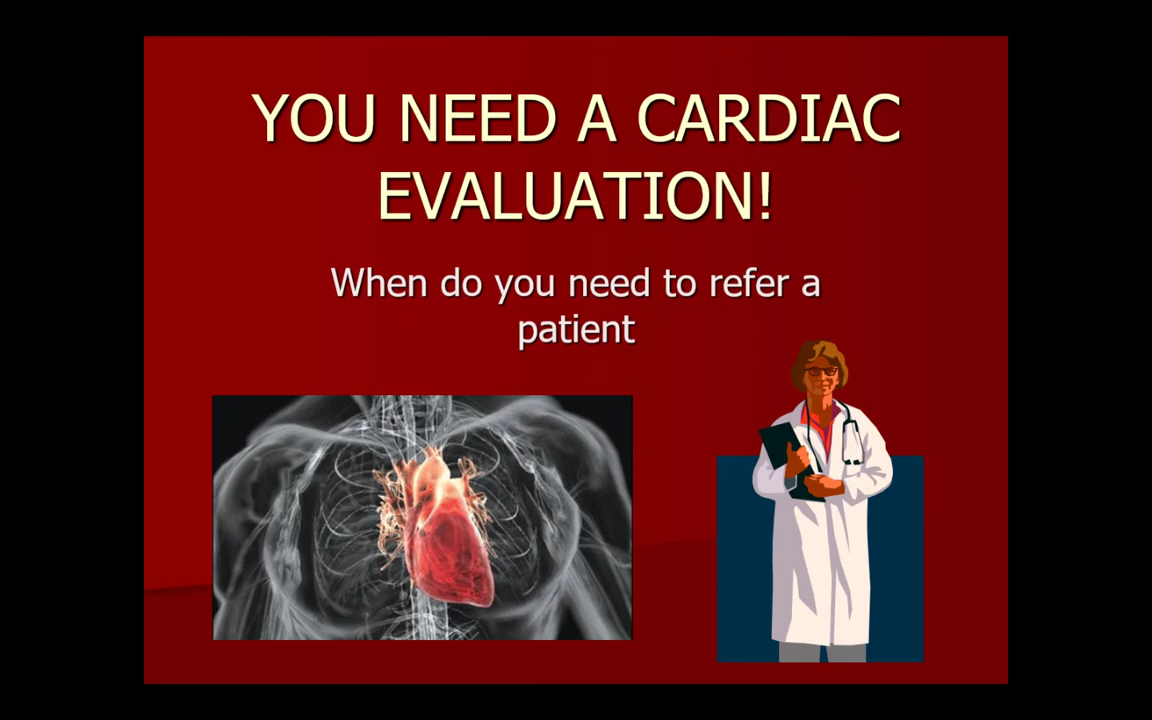 YOU NEED A CARDIAC
EVALUATION!
When do you need to refer a
patient